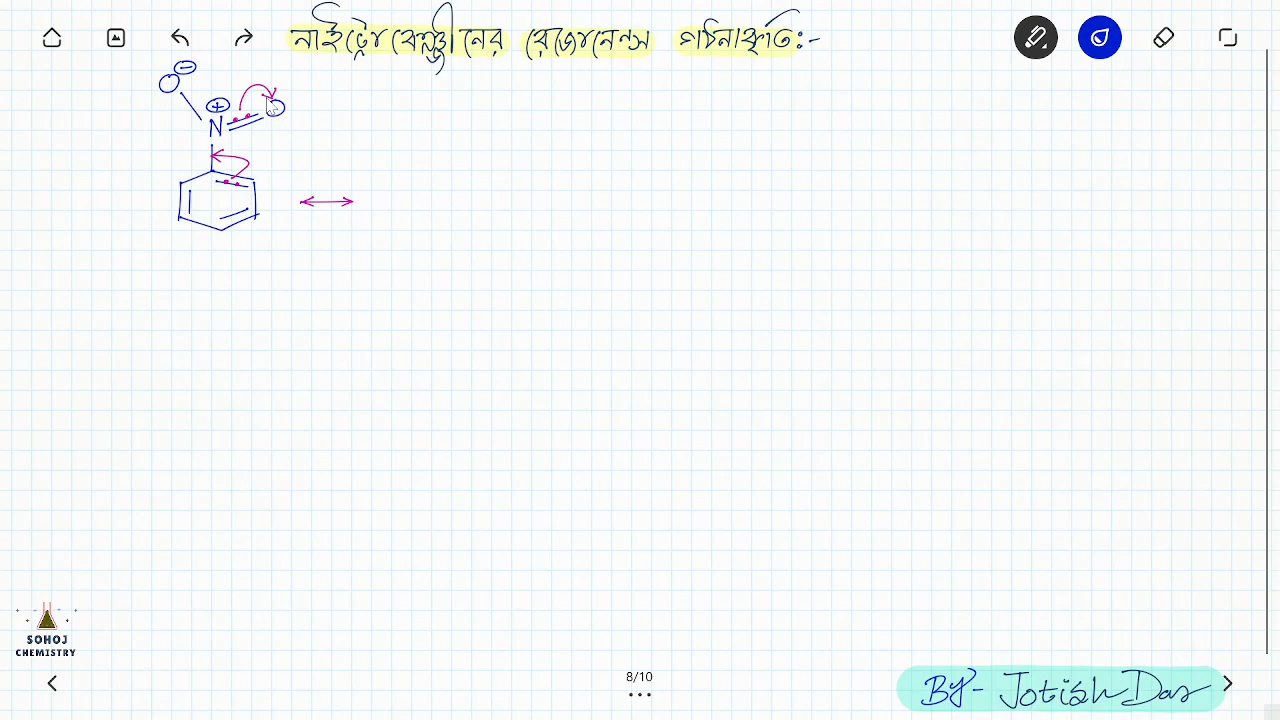 নাইট্রোবেনজীনের রেজোনেন্স গঠনাকৃতিঃ-
O⁻
N⁺ O
SOHOJ
CHEMISTRY
8/10
BY- Jotish Das